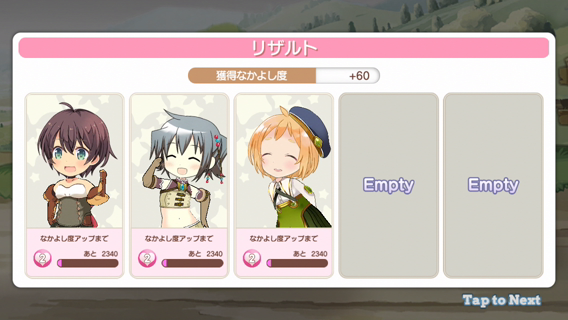 リザルト
獲得なかよし度 +60
なかよし度アップまで
2 あと 2340
なかよし度アップまで
2 あと 2340
なかよし度アップまで
2 あと 2340
Empty
Empty
Tap to Next